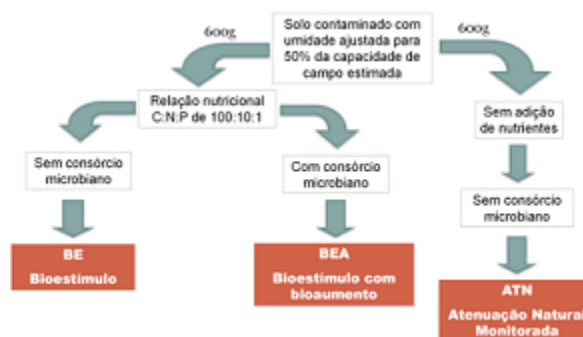 600g
Solo contaminado com
umidade ajustada para
50% da capacidade de
campo estimada
600g
Relação nutricional
C:N:P de 100:10:1
Sem adição
de nutrientes
Sem consórcio
microbiano
Com consórcio
microbiano
Sem consórcio
microbiano
BE
Bioestímulo
BEA
Bioestímulo com
bioaumento
ATN
Atenuação Natural
Monitorada